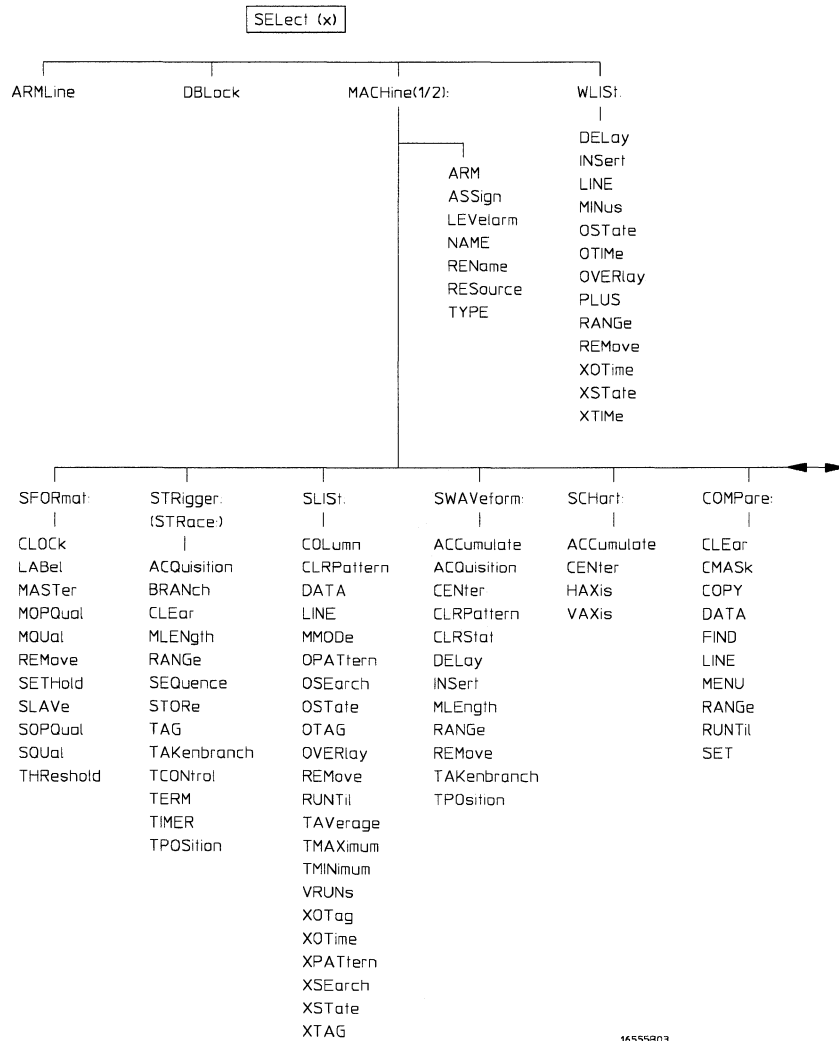 SELect (x)
ARMLine
DBLock
MACHine(1/2):
WLISt:
DELay
INSert
LINE
MINus
OSTate
OTIMe
OVERlay
PLUS
RANGe
REMove
XOTime
XSTate
XTIMe
ARM
ASSign
LEVelarm
NAME
REName
RESource
TYPE
SFORmat:
CLOCk
LABel
MASTer
MOPQual
MQUal
REMove
SETHold
SLAVe
SOPQual
SQUal
THReshold
STRigger:
(STRace:)
ACQuisition
BRANch
CLEar
MLENgth
RANGe
SEQuence
STORe
TAG
TAKenbranch
TCONtrol
TERM
TIMER
TPOSition
SLISt:
COLumn
CLRPattern
DATA
LINE
MMODe
OPATtern
OSEarch
OSTate
OTAG
OVERlay
REMove
RUNTil
TAVerage
TMAXimum
TMINimum
VRUNs
XOTag
XOTime
XPATtern
XSEarch
XSTate
XTAG
SWAVeform:
ACCumulate
ACQuisition
CENter
CLRPattern
CLRStat
DELay
INSert
MLENgth
RANGe
REMove
TAKenbranch
TPOsition
SCHart:
ACCumulate
CENter
HAXis
VAXis
COMPare:
CLEar
CMASk
COPY
DATA
FIND
LINE
MENU
RANGe
RUNTil
SET
16555B03